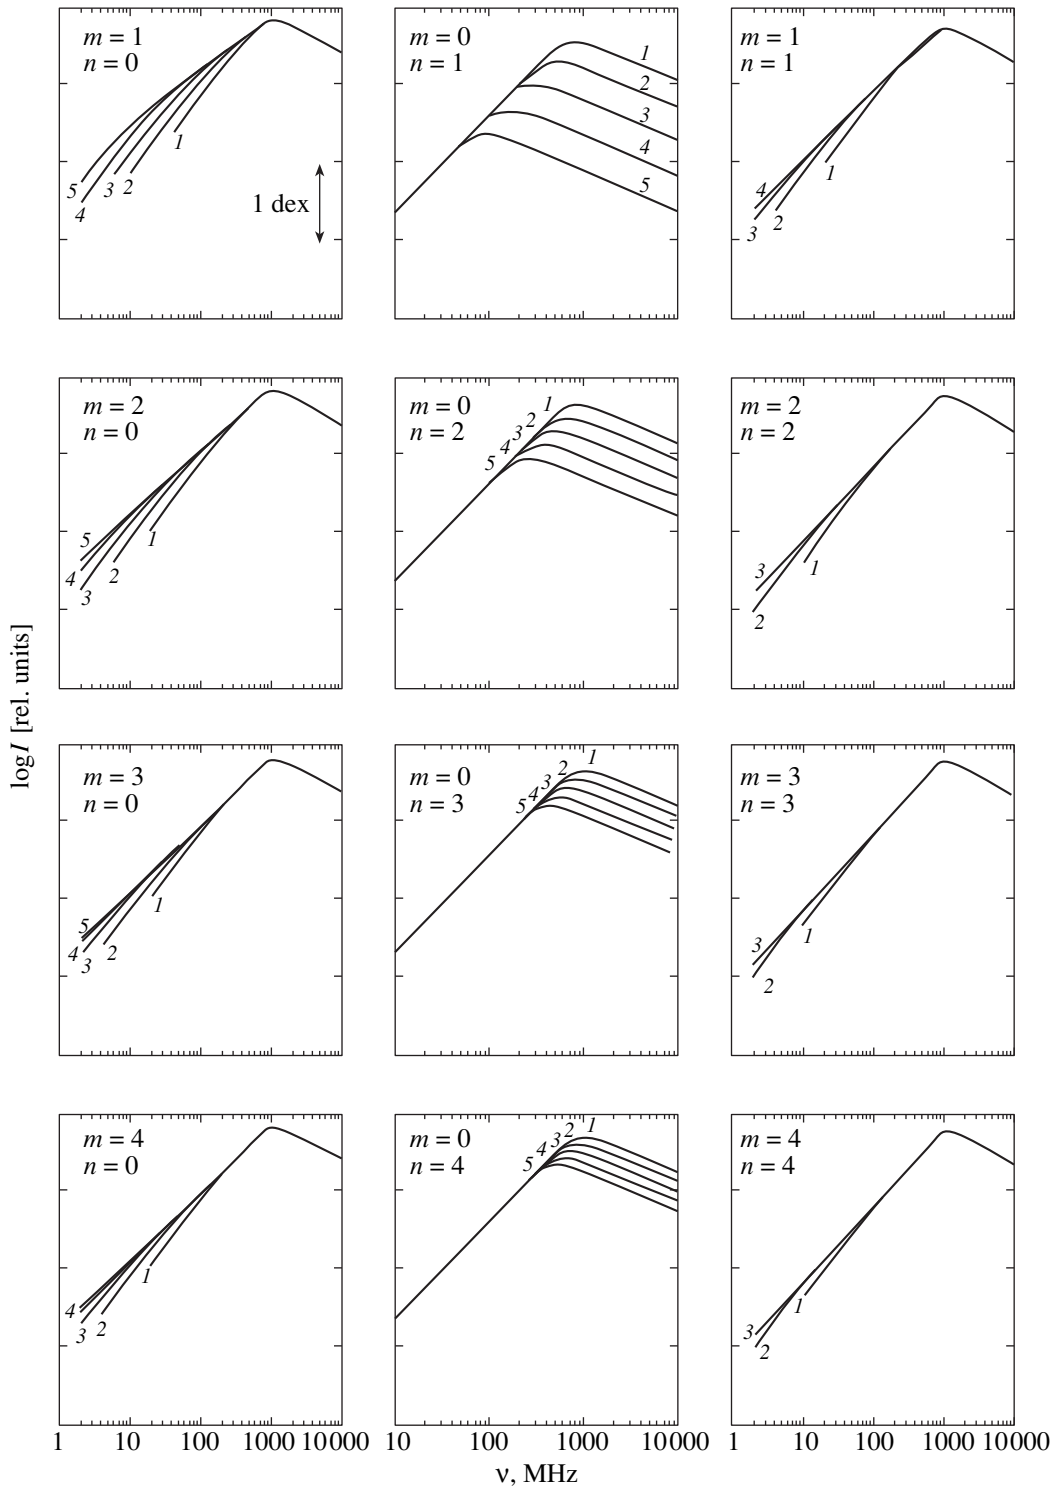 m = 1
n = 0
1
2
3
4
5
1 dex
m = 0
n = 1
1
2
3
4
5
m = 1
n = 1
1
2
3
4
m = 2
n = 0
1
2
3
4
5
m = 0
n = 2
1
2
3
4
5
m = 2
n = 2
1
2
3
m = 3
n = 0
1
2
3
4
5
m = 0
n = 3
1
2
3
4
5
m = 3
n = 3
1
2
3
m = 4
n = 0
1
2
3
4
m = 0
n = 4
1
2
3
4
5
m = 4
n = 4
1
2
3
1 10 100 1000 10000
10 100 1000 10000
1 10 100 1000 10000
ν, MHz
log I [rel. units]